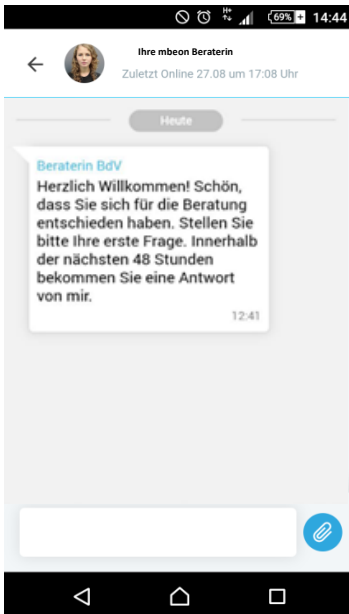 H+ 69% 14:44
Ihre mbeon Beraterin
Zuletzt Online 27.08 um 17:08 Uhr
Heute
Beraterin BdV
Herzlich Willkommen! Schön,
dass Sie sich für die Beratung
entschieden haben. Stellen Sie
bitte Ihre erste Frage. Innerhalb
der nächsten 48 Stunden
bekommen Sie eine Antwort
von mir.
12:41